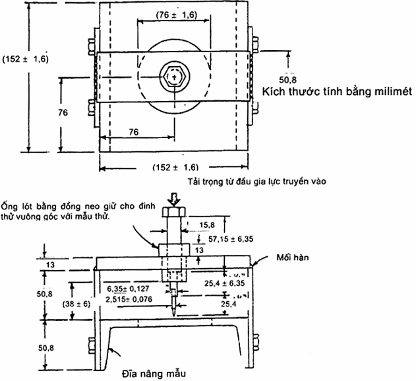 (76 ± 1,6)
(152 ± 1,6)
50,8
Kích thước tính bằng milimét
76
76
(152 ± 1,6)
Tải trọng từ đầu gia lực truyền vào
Ống lót bằng đồng neo giữ cho đinh
thử vuông góc với mẫu thử.
15,8
57,15 ± 6,35
13
13
Mối hàn
25,4
± 6,35
6,35± 0,127
50,8
(38 ± 6)
2,515± 0,076
25,4
50,8
Đĩa nâng mẫu